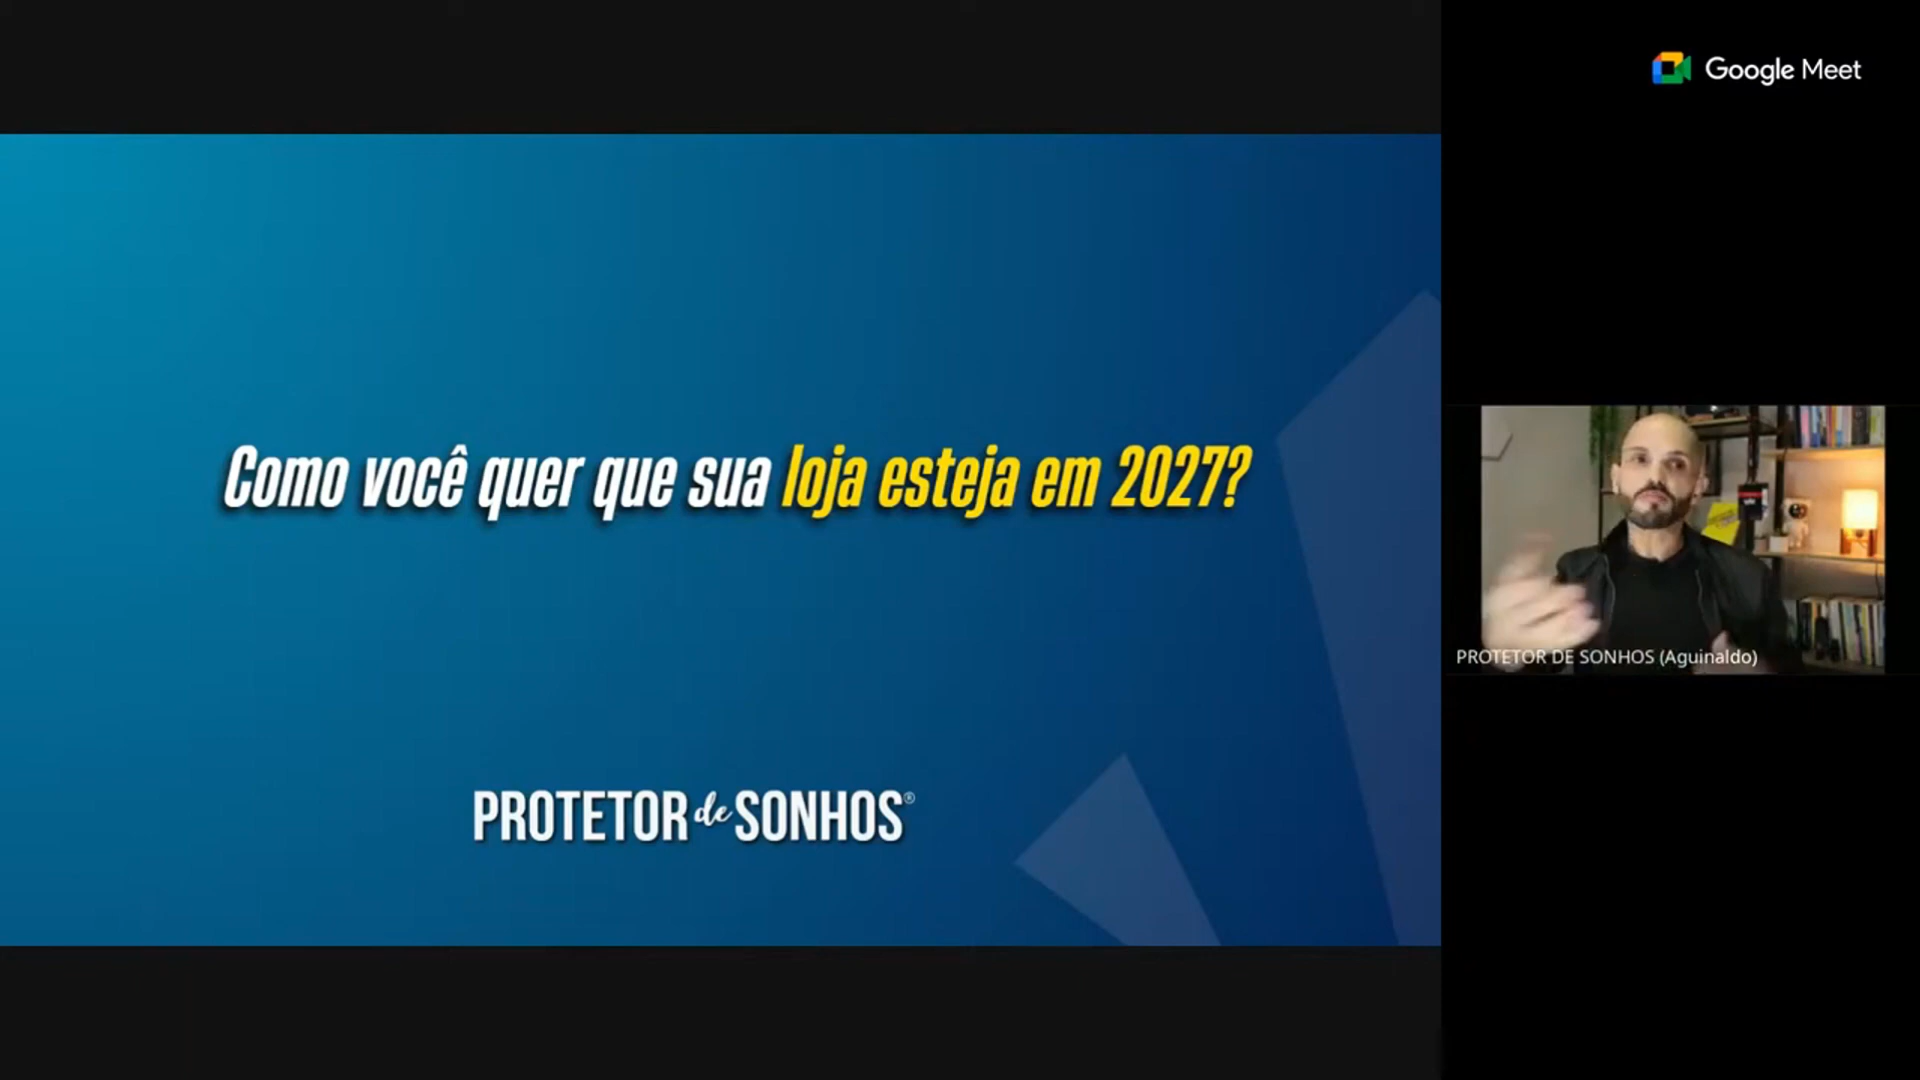 Google Meet
Como você quer que sua loja esteja em 2027?
PROTETOR de SONHOS®
PROTETOR DE SONHOS (Aguinaldo)